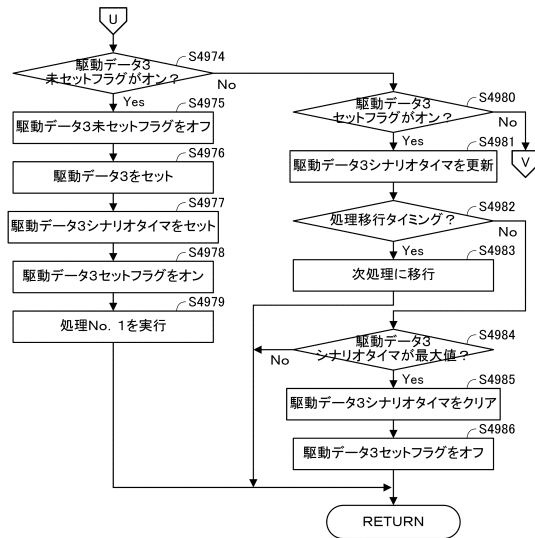 U
S4974
駆動データ3
未セットフラグがオン？
No
Yes
S4975
駆動データ3未セットフラグをオフ
S4976
駆動データ3をセット
S4977
駆動データ3シナリオタイマをセット
S4978
駆動データ3セットフラグをオン
S4979
処理No. 1を実行
S4980
駆動データ3
セットフラグがオン？
No
Yes
V
S4981
駆動データ3シナリオタイマを更新
S4982
処理移行タイミング？
No
Yes
S4983
次処理に移行
S4984
駆動データ3
シナリオタイマが最大値？
No
Yes
S4985
駆動データ3シナリオタイマをクリア
S4986
駆動データ3セットフラグをオフ
RETURN